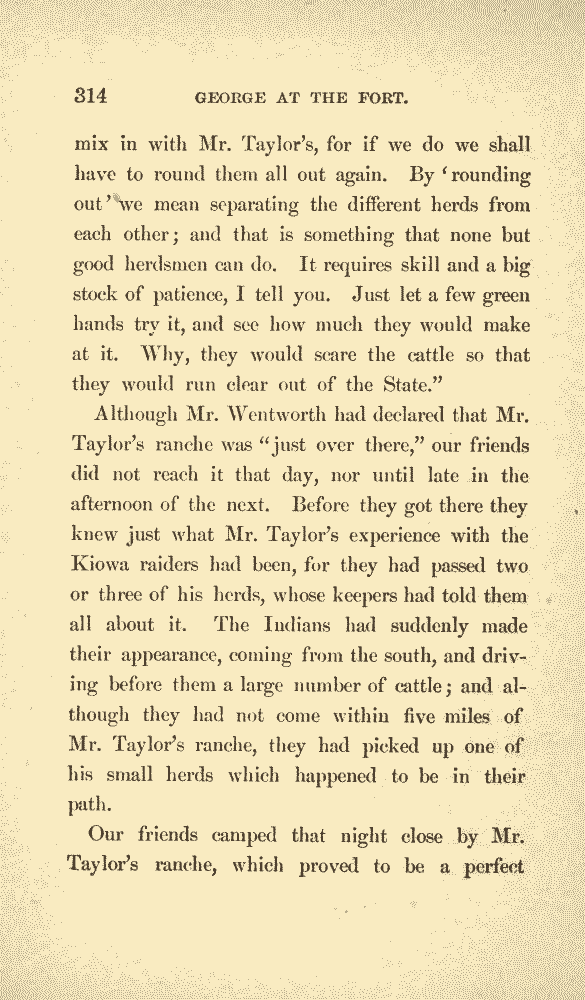 314 GEORGE AT THE FORT.
mix in with Mr. Taylor's, for if we do we shall
have to round them all out again. By ‘rounding
out’ we mean separating the different herds from
each other; and that is something that none but
good herdsmen can do. It requires skill and a big
stock of patience, I tell you. Just let a few green
hands try it, and see how much they would make
at it. Why, they would scare the cattle so that
they would run clear out of the State.”
Although Mr. Wentworth had declared that Mr.
Taylor's ranche was “just over there,” our friends
did not reach it that day, nor until late in the
afternoon of the next. Before they got there they
knew just what Mr. Taylor's experience with the
Kiowa raiders had been, for they had passed two
or three of his herds, whose keepers had told them
all about it. The Indians had suddenly made
their appearance, coming from the south, and driv-
ing before them a large number of cattle; and al-
though they had not come within five miles of
Mr. Taylor's ranche, they had picked up one of
his small herds which happened to be in their
path.
Our friends camped that night close by Mr.
Taylor's ranche, which proved to be a perfect